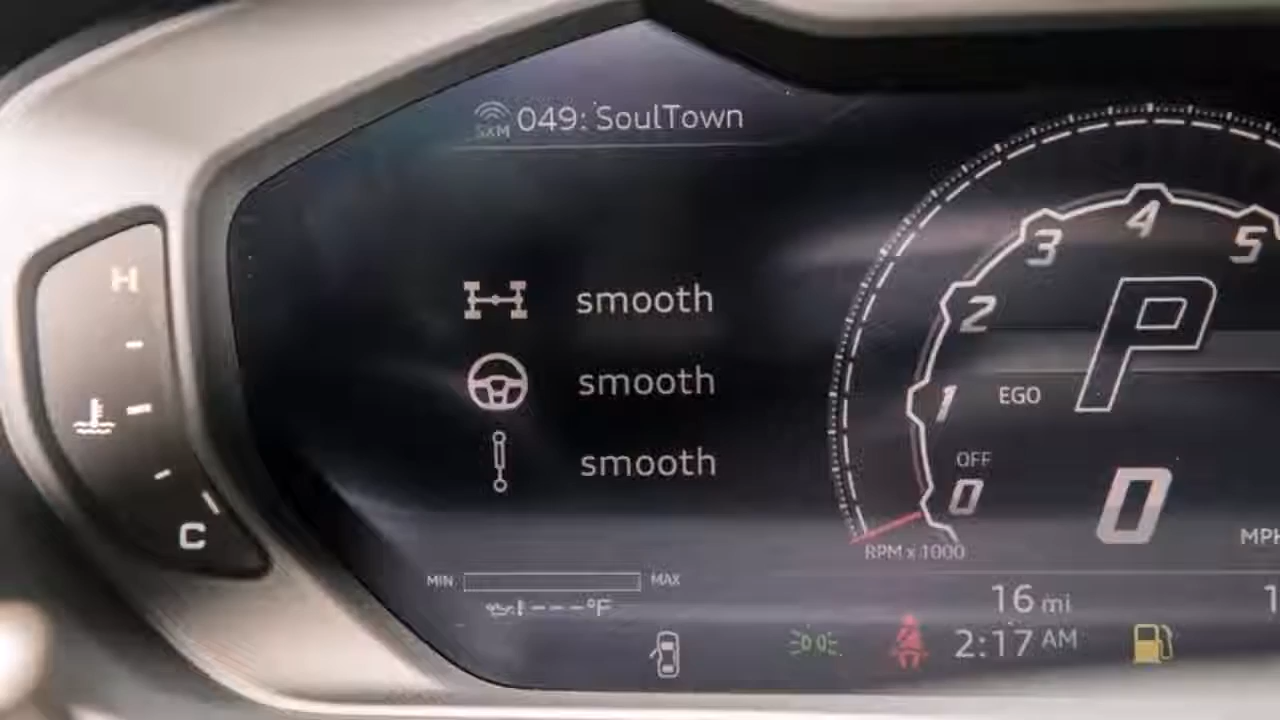 SXM 049: SoulTown
H
C
smooth
smooth
smooth
3 4 5
2
1
EGO
P
OFF
0
0
RPM x 1000
MPH
MIN MAX
---°F
16 mi
1
2:17 AM